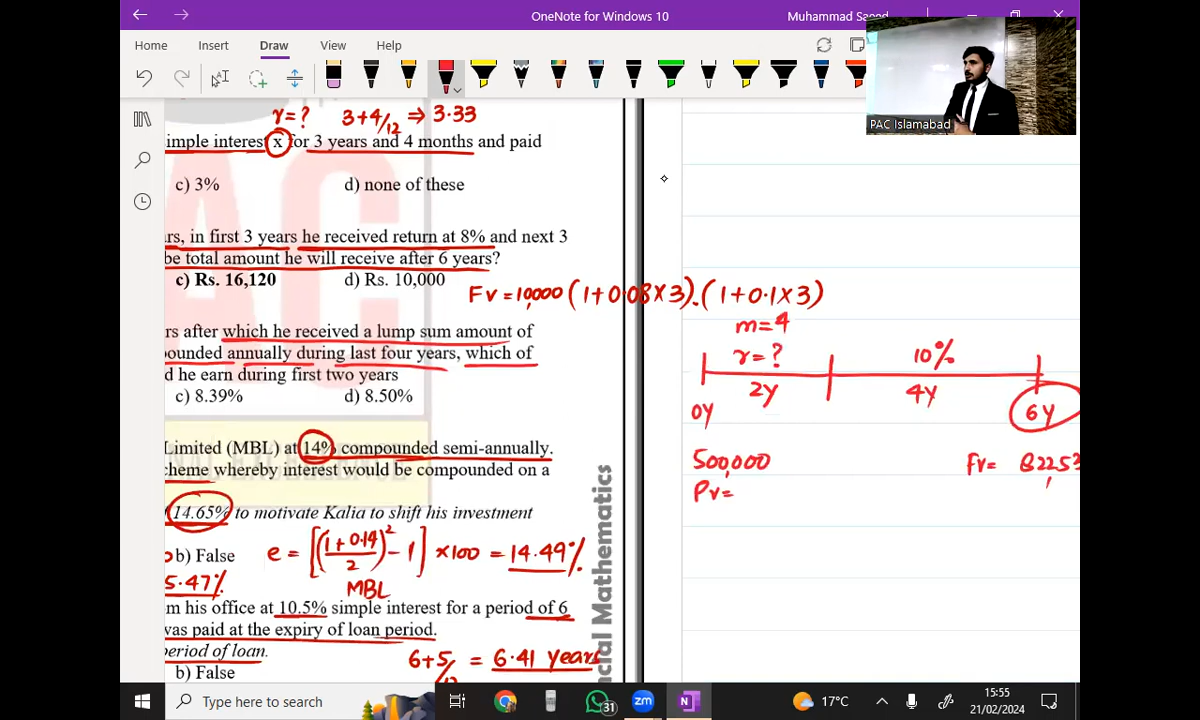 OneNote for Windows 10
Muhammad Saeed
Home Insert Draw View Help
PAC Islamabad
r=? 3+4/12 ⇒ 3.33
imple interest x for 3 years and 4 months and paid
c) 3% d) none of these
rs, in first 3 years he received return at 8% and next 3
be total amount he will receive after 6 years?
c) Rs. 16,120 d) Rs. 10,000
Fv = 10,000 (1+0.08×3).(1+0.1×3)
rs after which he received a lump sum amount of
ounded annually during last four years, which of
d he earn during first two years
c) 8.39% d) 8.50%
m=4
r=? 10%
2Y 4Y
0Y 6Y
500,000 Fv= 82253
Pv=
Limited (MBL) at 14% compounded semi-annually.
cheme whereby interest would be compounded on a
14.65% to motivate Kalia to shift his investment
b) False e = [(1+0.14/2)² - 1] ×100 = 14.49%
5.47% MBL
m his office at 10.5% simple interest for a period of 6
was paid at the expiry of loan period.
period of loan.
6+5/12 = 6.41 years
b) False
ncial Mathematics
Type here to search
31
zm
N
17°C
15:55
21/02/2024